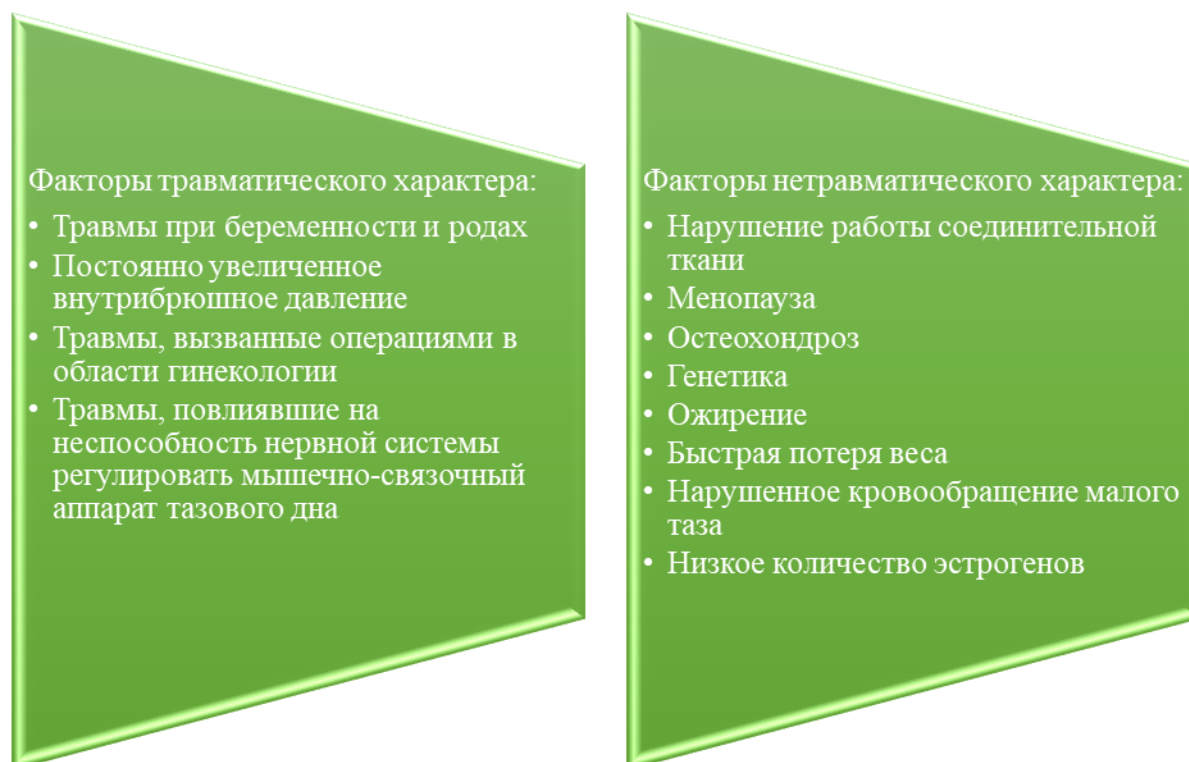 Факторы травматического характера:
• Травмы при беременности и родах
• Постоянно увеличенное
внутрибрюшное давление
• Травмы, вызванные операциями в
области гинекологии
• Травмы, повлиявшие на
неспособность нервной системы
регулировать мышечно-связочный
аппарат тазового дна
Факторы нетравматического характера:
• Нарушение работы соединительной
ткани
• Менопауза
• Остеохондроз
• Генетика
• Ожирение
• Быстрая потеря веса
• Нарушенное кровообращение малого
таза
• Низкое количество эстрогенов